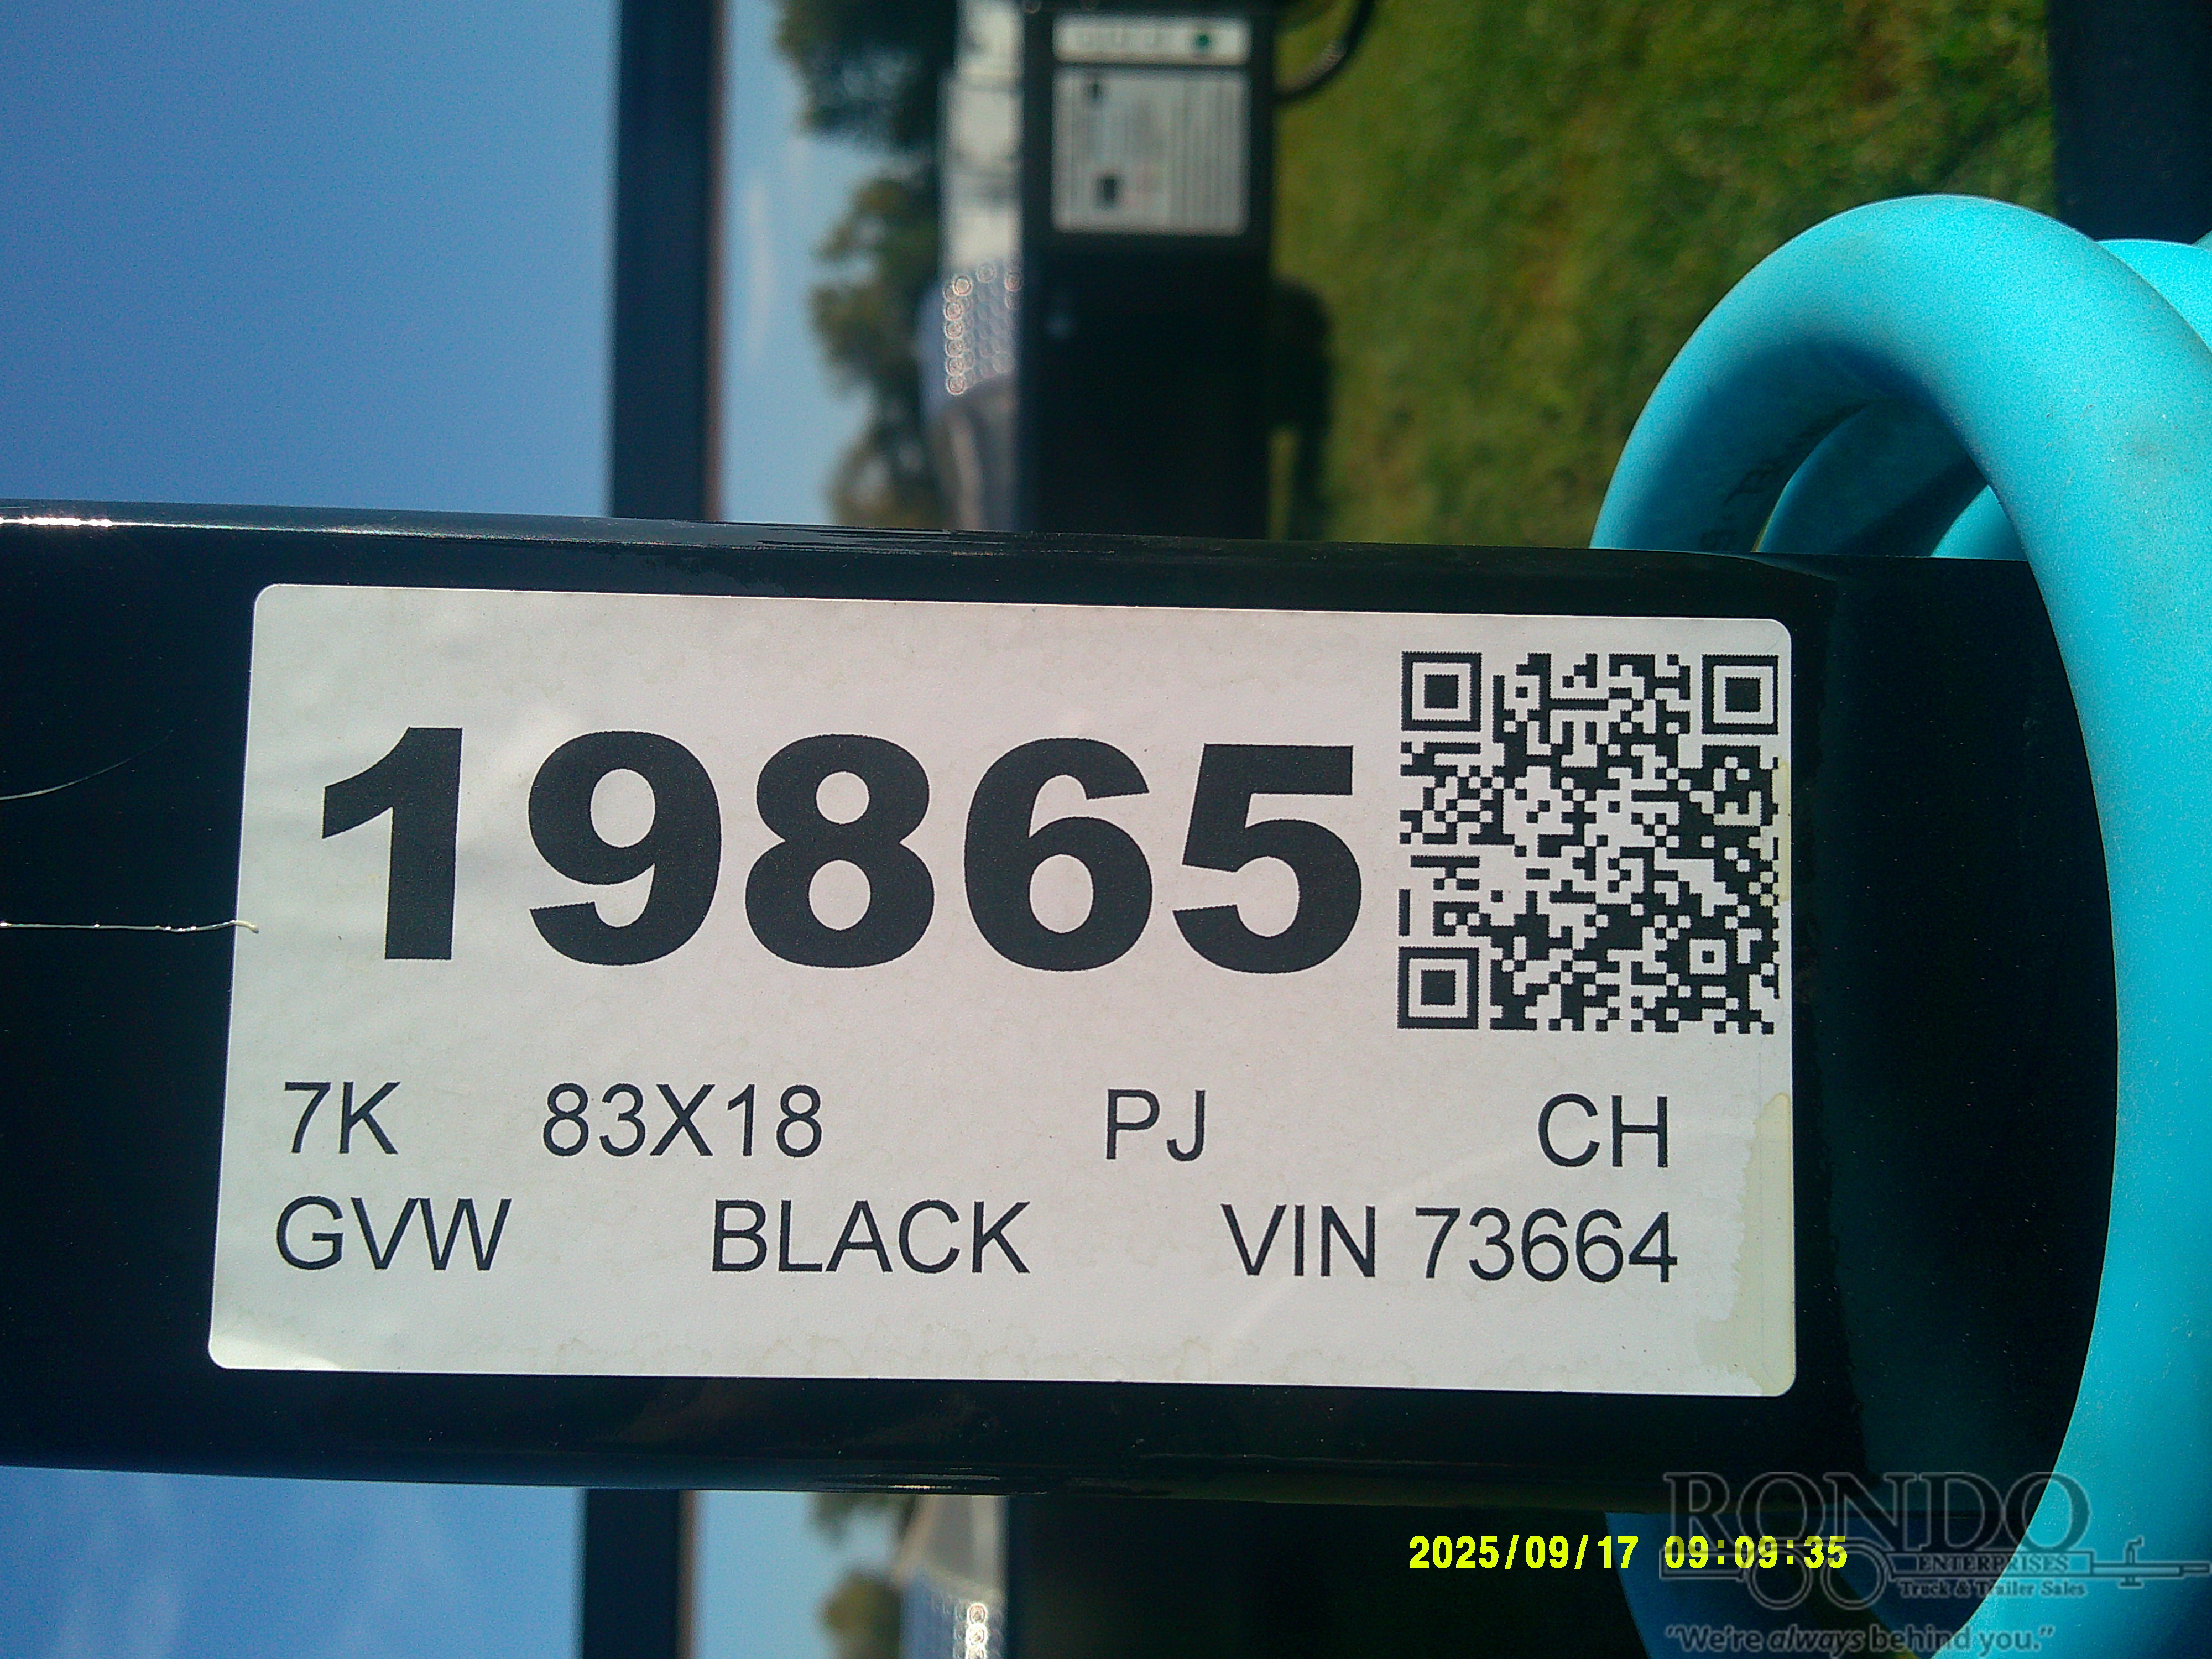 19865
7K 83X18 PJ CH
GVW BLACK VIN 73664
2025/09/17 09:09:35
RONDO
ENTERPRISES
Truck & Trailer Sales
"We're always behind you."